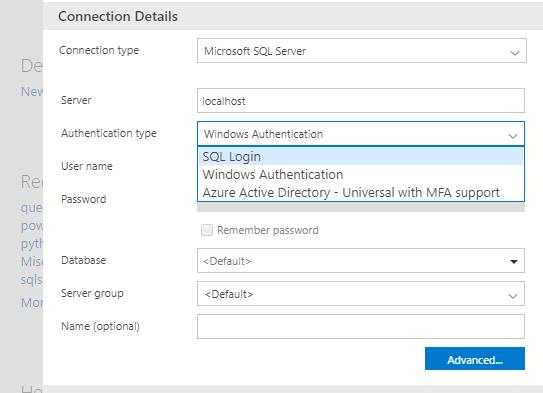 Connection Details
Connection type
Microsoft SQL Server
Server
localhost
Authentication type
Windows Authentication
SQL Login
Windows Authentication
Azure Active Directory - Universal with MFA support
User name
Password
Remember password
Database
<Default>
Server group
<Default>
Name (optional)
Advanced...
De
New
Re
que
pow
pyth
Misc
sqls
Mor
He